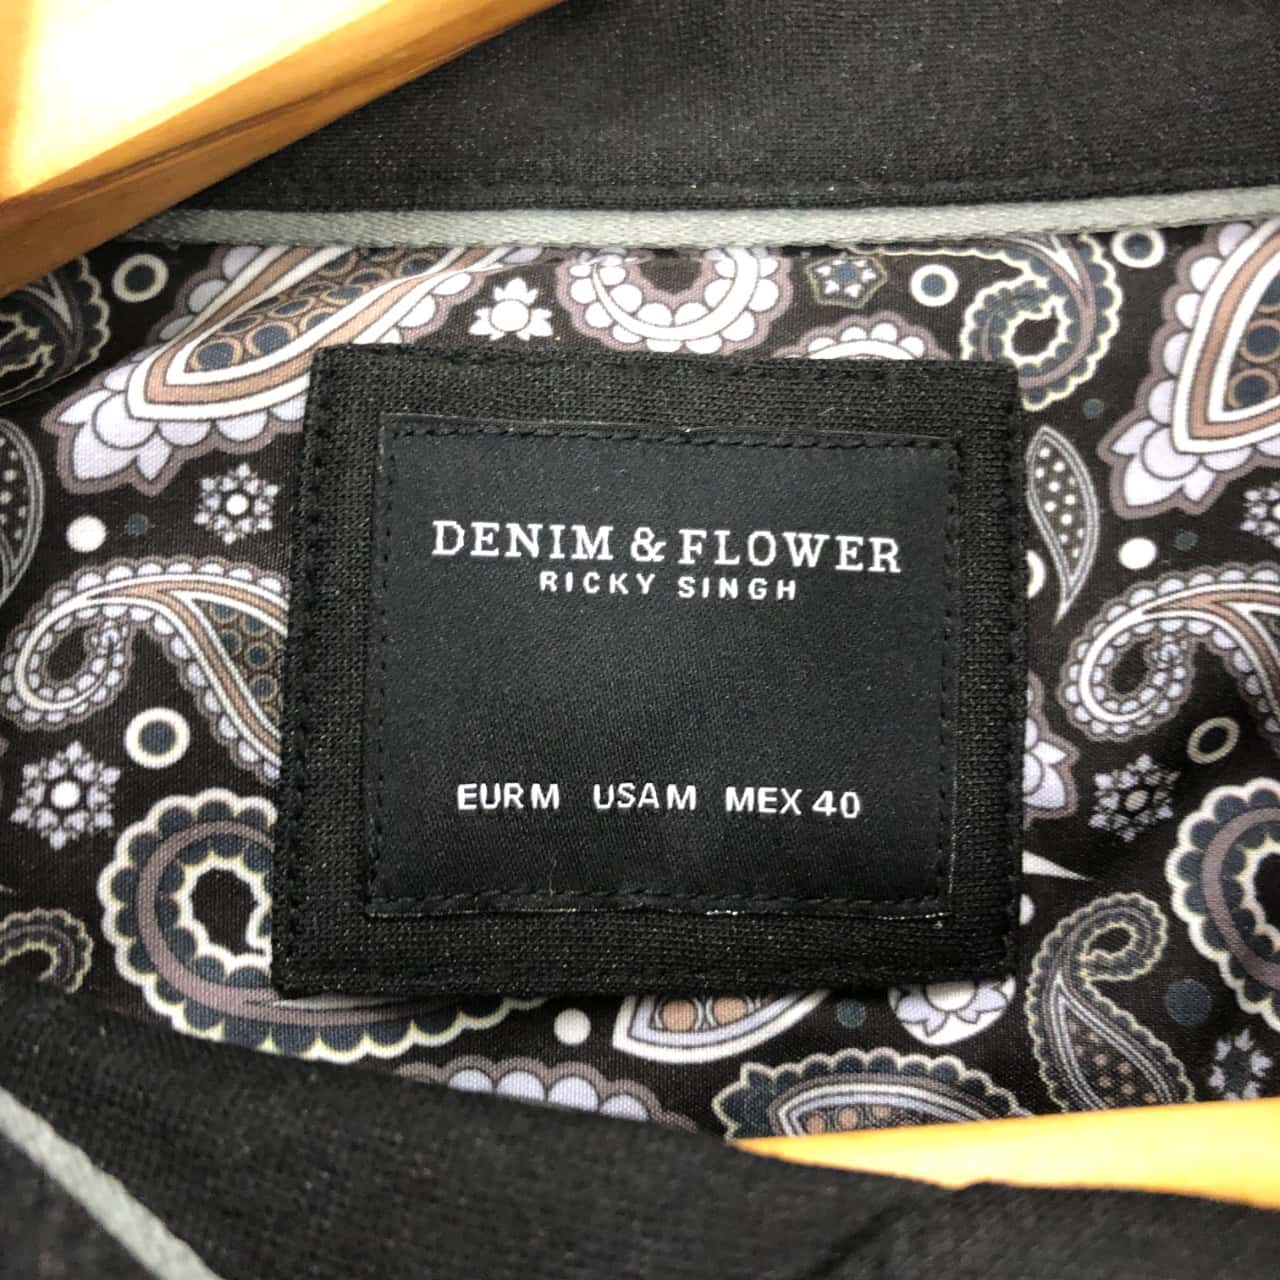 DENIM & FLOWER
RICKY SINGH
EUR M USA M MEX 40